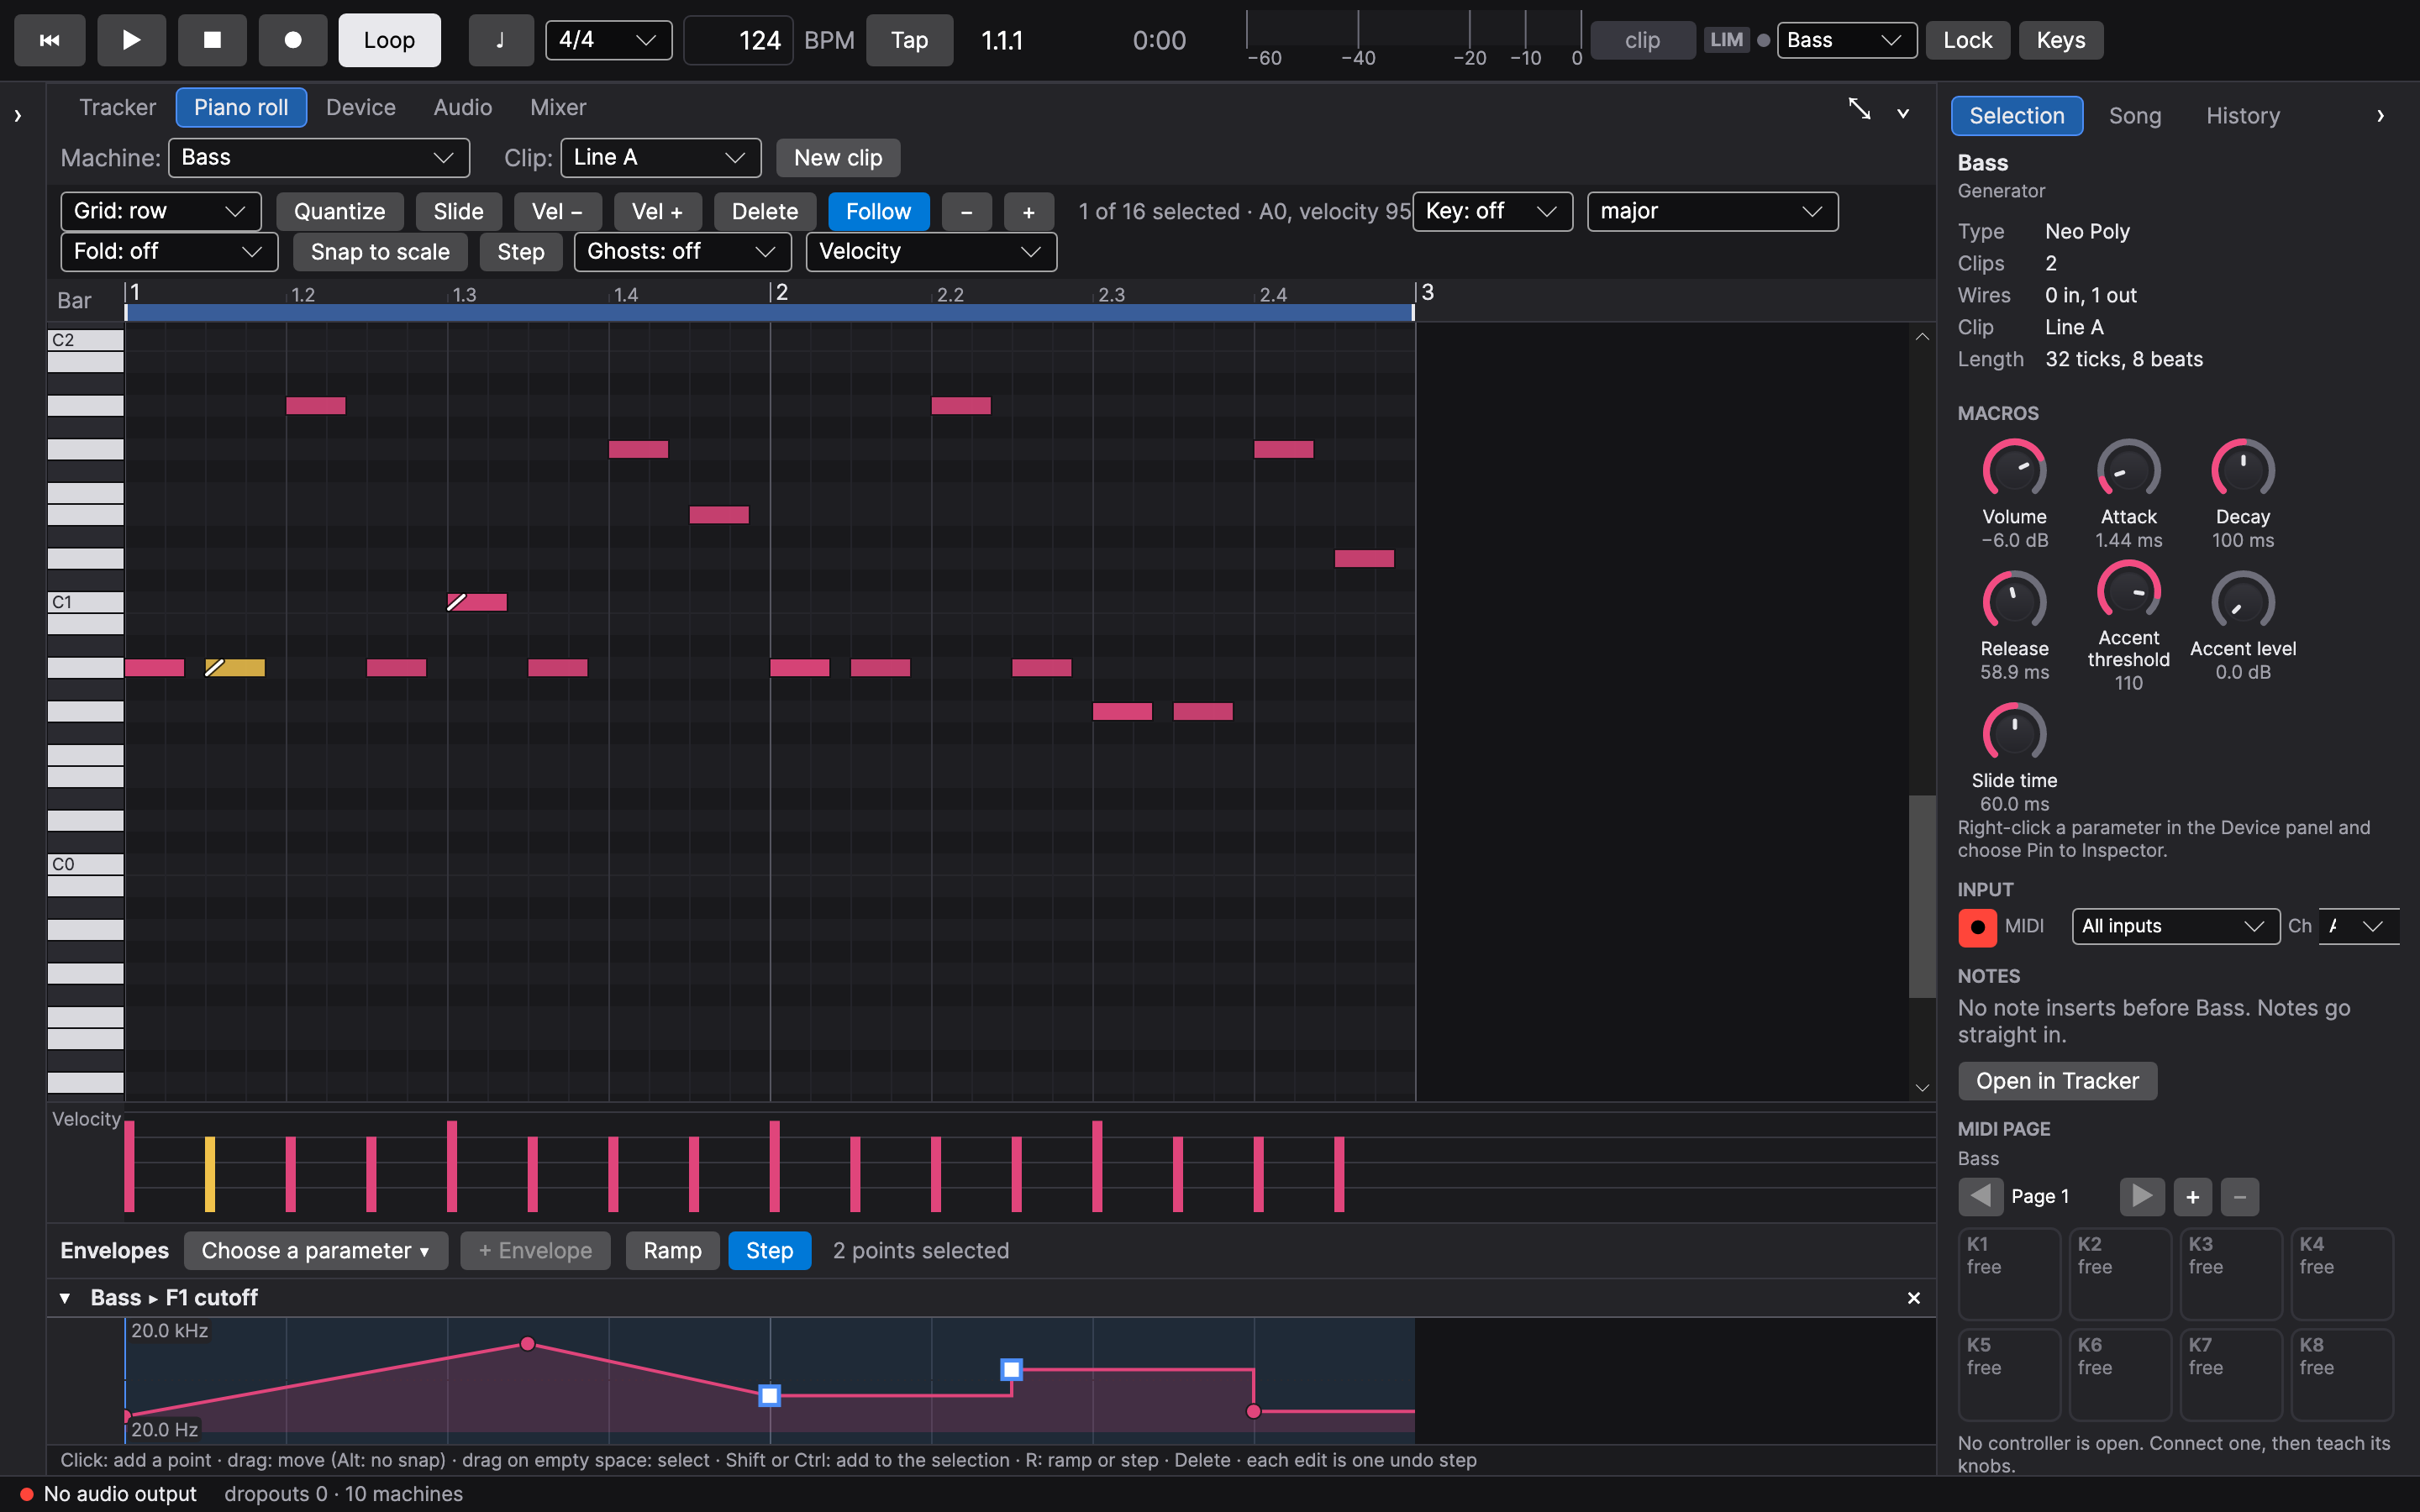 Loop
4/4
124 BPM
Tap
1.1.1
0:00
−60 −40 −20 −10 0
clip
LIM
Bass
Lock
Keys
Tracker
Piano roll
Device
Audio
Mixer
Machine: Bass
Clip: Line A
New clip
Grid: row
Quantize
Slide
Vel −
Vel +
Delete
Follow
−
+
1 of 16 selected · A0, velocity 95
Key: off
major
Fold: off
Snap to scale
Step
Ghosts: off
Velocity
Bar
1 1.2 1.3 1.4 2 2.2 2.3 2.4 3
C2
C1
C0
Velocity
Envelopes
Choose a parameter ▾
+ Envelope
Ramp
Step
2 points selected
▼ Bass ▸ F1 cutoff
20.0 kHz
20.0 Hz
Click: add a point · drag: move (Alt: no snap) · drag on empty space: select · Shift or Ctrl: add to the selection · R: ramp or step · Delete · each edit is one undo step
No audio output
dropouts 0 · 10 machines
Selection
Song
History
Bass
Generator
Type Neo Poly
Clips 2
Wires 0 in, 1 out
Clip Line A
Length 32 ticks, 8 beats
MACROS
Volume Attack Decay
−6.0 dB 1.44 ms 100 ms
Release Accent threshold Accent level
58.9 ms 110 0.0 dB
Slide time
60.0 ms
Right-click a parameter in the Device panel and
choose Pin to Inspector.
INPUT
MIDI
All inputs
Ch
NOTES
No note inserts before Bass. Notes go
straight in.
Open in Tracker
MIDI PAGE
Bass
Page 1
+
−
K1 K2 K3 K4
free free free free
K5 K6 K7 K8
free free free free
No controller is open. Connect one, then teach its
knobs.